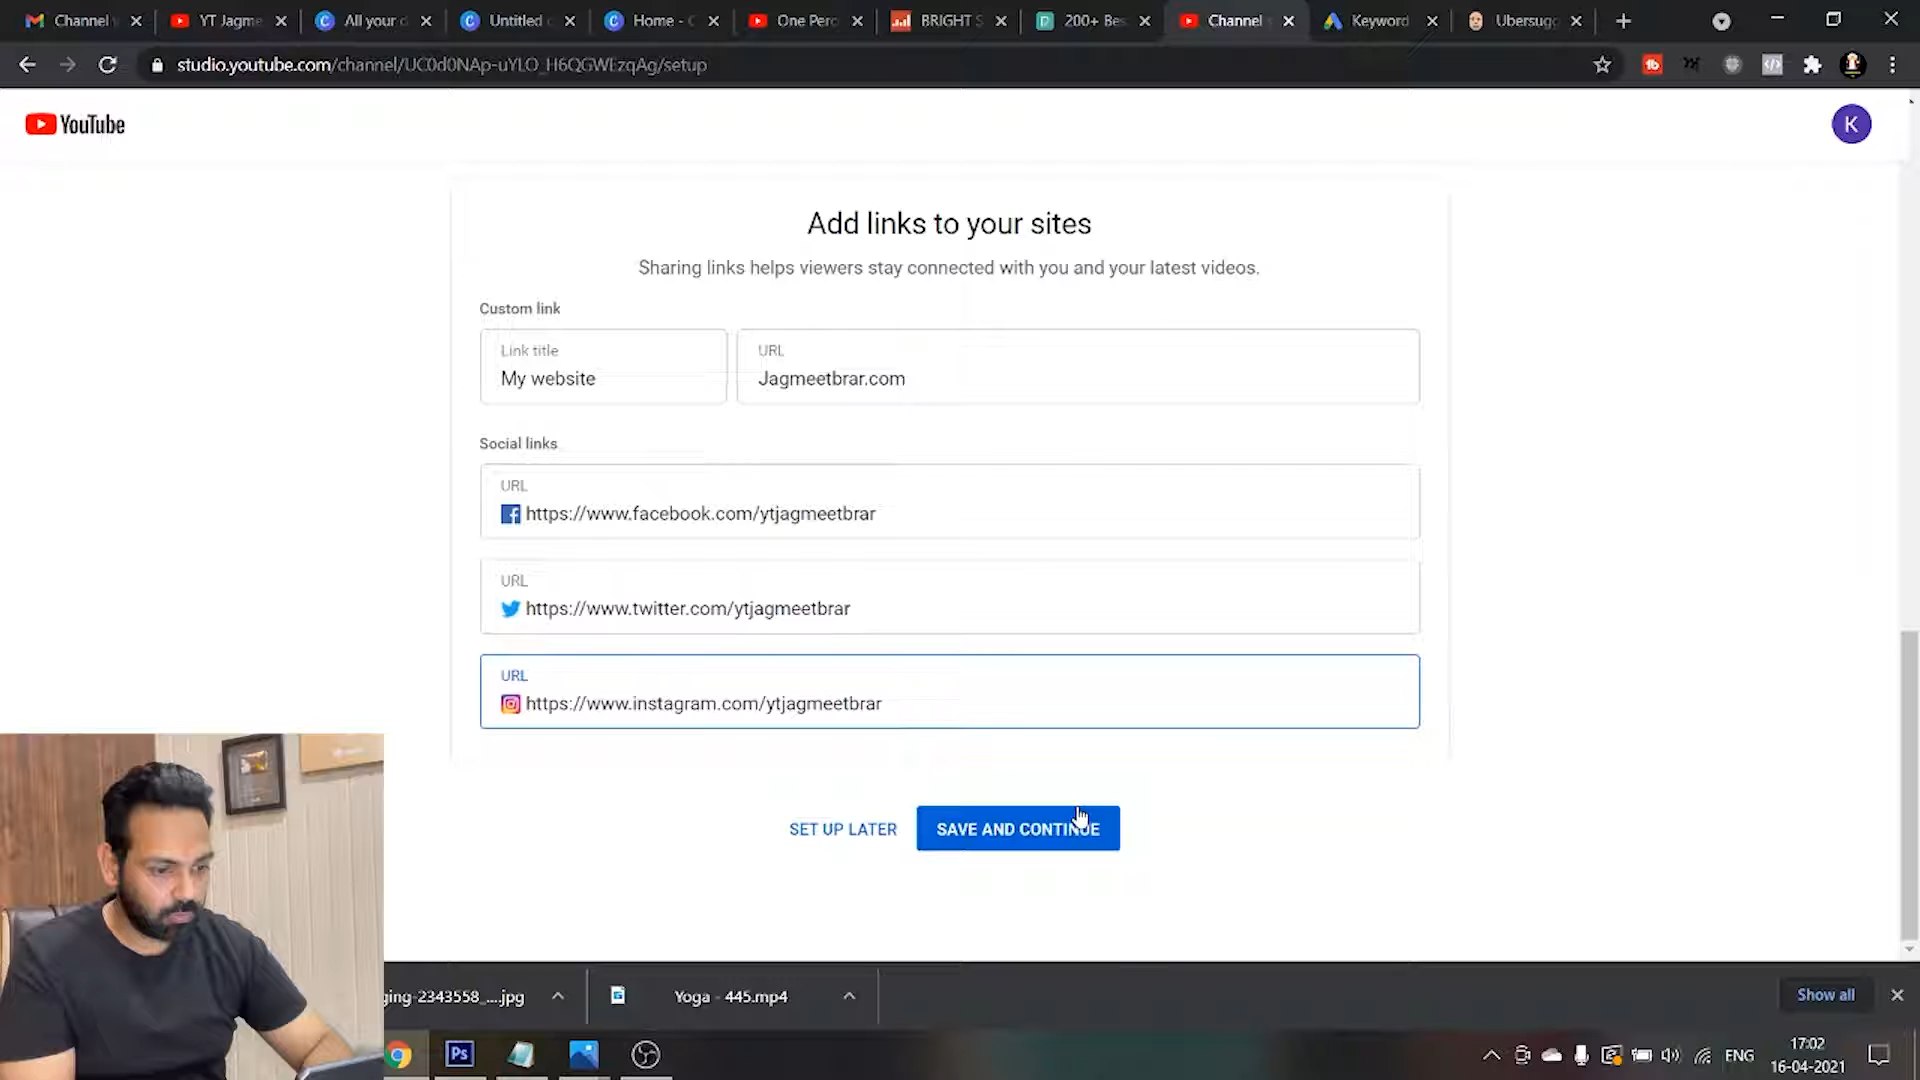 Channel
YT Jagme
All your d
Untitled
Home - C
One Perc
BRIGHT S
200+ Bes
Channel
Keyword
Ubersugg
studio.youtube.com/channel/UC0d0NAp-uYLO_H6QGWEzqAg/setup
YouTube
K
Add links to your sites
Sharing links helps viewers stay connected with you and your latest videos.
Custom link
Link title
My website
URL
Jagmeetbrar.com
Social links
URL
https://www.facebook.com/ytjagmeetbrar
URL
https://www.twitter.com/ytjagmeetbrar
URL
https://www.instagram.com/ytjagmeetbrar
SET UP LATER
SAVE AND CONTINUE
ging-2343558_....jpg
Yoga - 445.mp4
Show all
Ps
ENG
17:02
16-04-2021